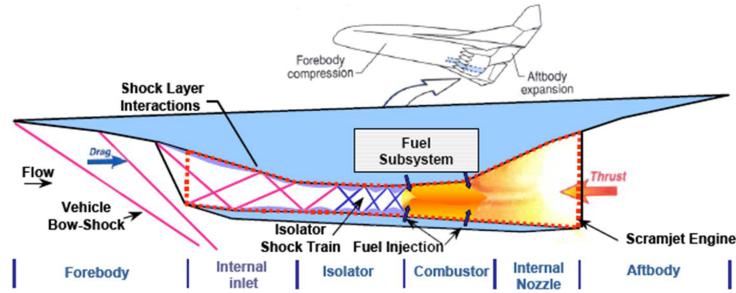 Forebody
compression
Aftbody
expansion
Shock Layer
Interactions
Fuel
Subsystem
Drag
Flow
Thrust
Vehicle
Bow-Shock
Isolator
Shock Train
Fuel Injection
Scramjet Engine
Forebody
Internal
inlet
Isolator
Combustor
Internal
Nozzle
Aftbody